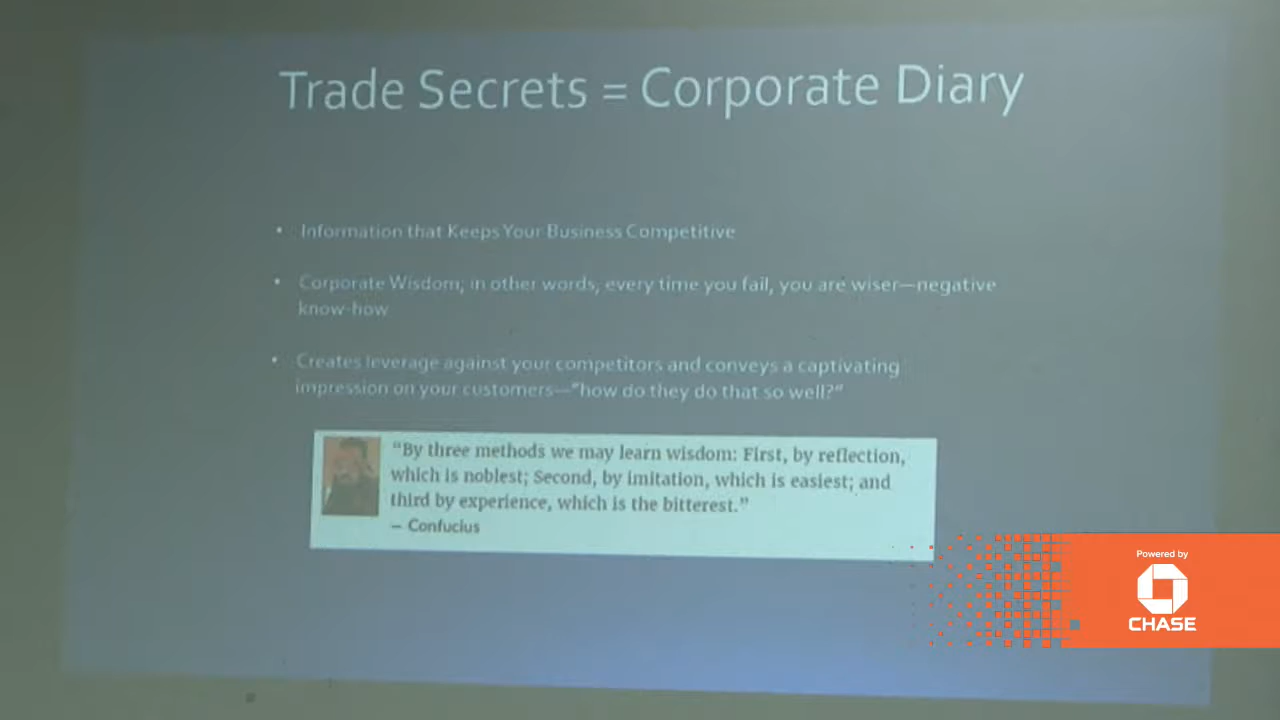 Trade Secrets = Corporate Diary
• Information that Keeps Your Business Competitive
• Corporate Wisdom, in other words, every time you fail, you are wiser—negative
know-how
• Creates leverage against your competitors and conveys a captivating
impression on your customers—"how do they do that so well?"
“By three methods we may learn wisdom: First, by reflection,
which is noblest; Second, by imitation, which is easiest; and
third by experience, which is the bitterest.”
— Confucius
Powered by
CHASE